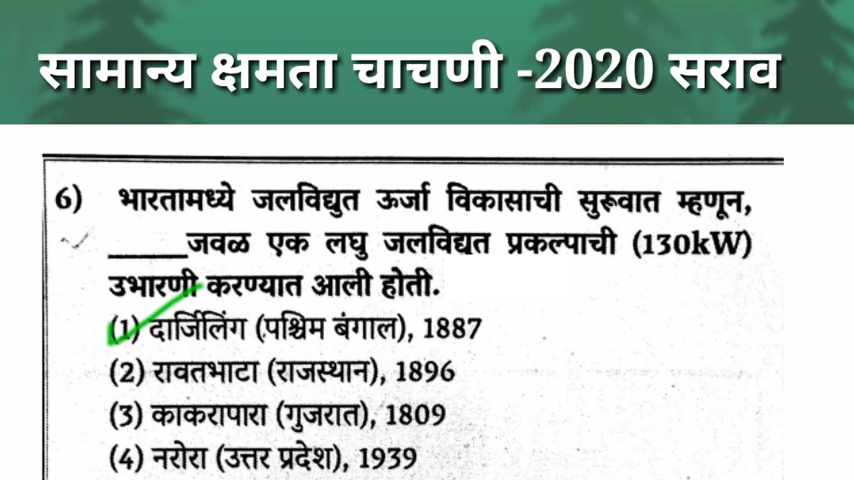 सामान्य क्षमता चाचणी -2020 सराव
6) भारतामध्ये जलविद्युत ऊर्जा विकासाची सुरूवात म्हणून,
_____जवळ एक लघु जलविद्यत प्रकल्पाची (130kW)
उभारणी करण्यात आली होती.
(1) दार्जिलिंग (पश्चिम बंगाल), 1887
(2) रावतभाटा (राजस्थान), 1896
(3) काकरापारा (गुजरात), 1809
(4) नरोरा (उत्तर प्रदेश), 1939